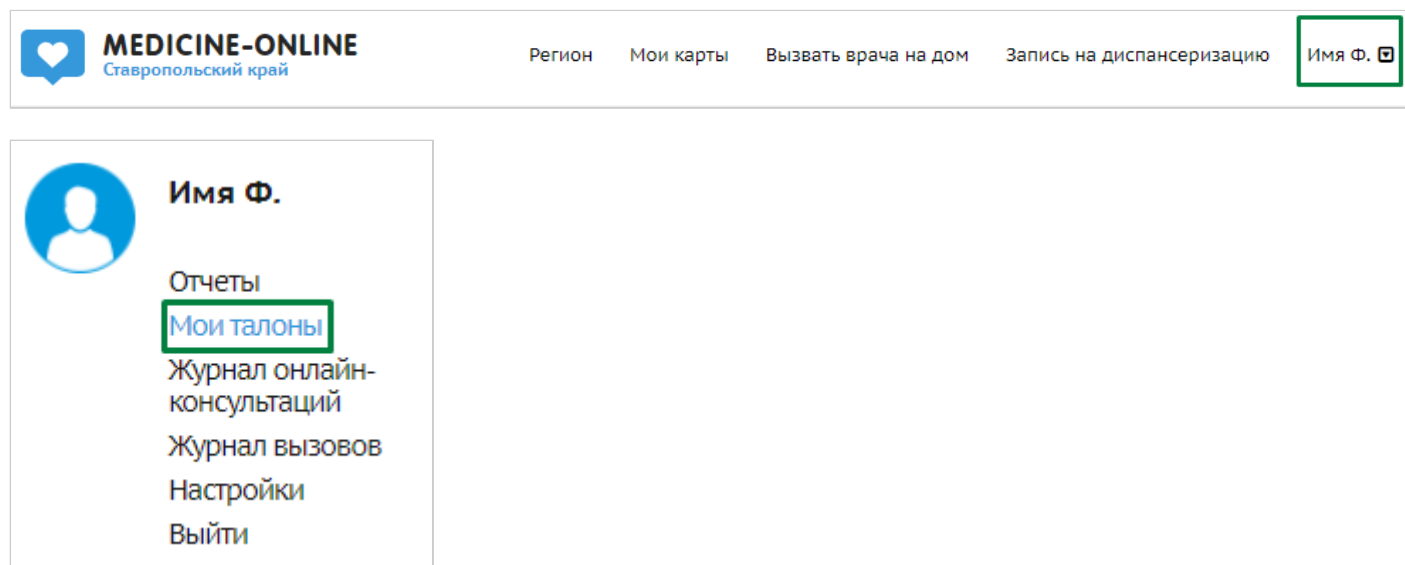 MEDICINE-ONLINE
Ставропольский край
Регион Мои карты Вызвать врача на дом Запись на диспансеризацию Имя Ф.
Имя Ф.
Отчеты
Мои талоны
Журнал онлайн-
консультаций
Журнал вызовов
Настройки
Выйти